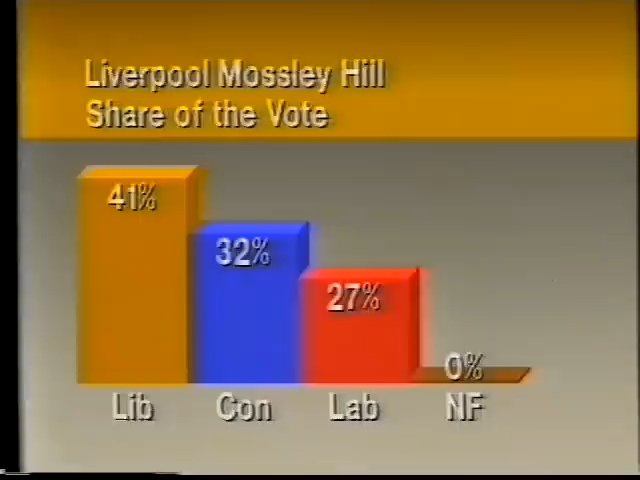 Liverpool Mossley Hill
Share of the Vote
41%
32%
27%
0%
Lib Con Lab NF